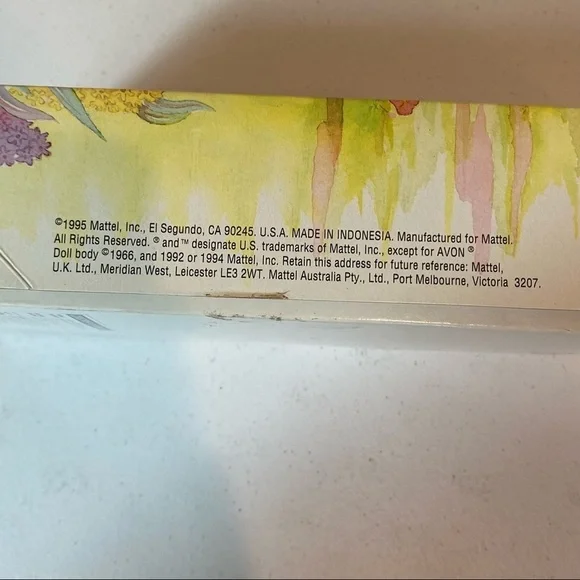 ©1995 Mattel, Inc., El Segundo, CA 90245. U.S.A. MADE IN INDONESIA. Manufactured for Mattel.
All Rights Reserved. ® and ™ designate U.S. trademarks of Mattel, Inc., except for AVON ®
Doll body ©1966, and 1992 or 1994 Mattel, Inc. Retain this address for future reference: Mattel,
U.K. Ltd., Meridian West, Leicester LE3 2WT. Mattel Australia Pty., Ltd., Port Melbourne, Victoria 3207.